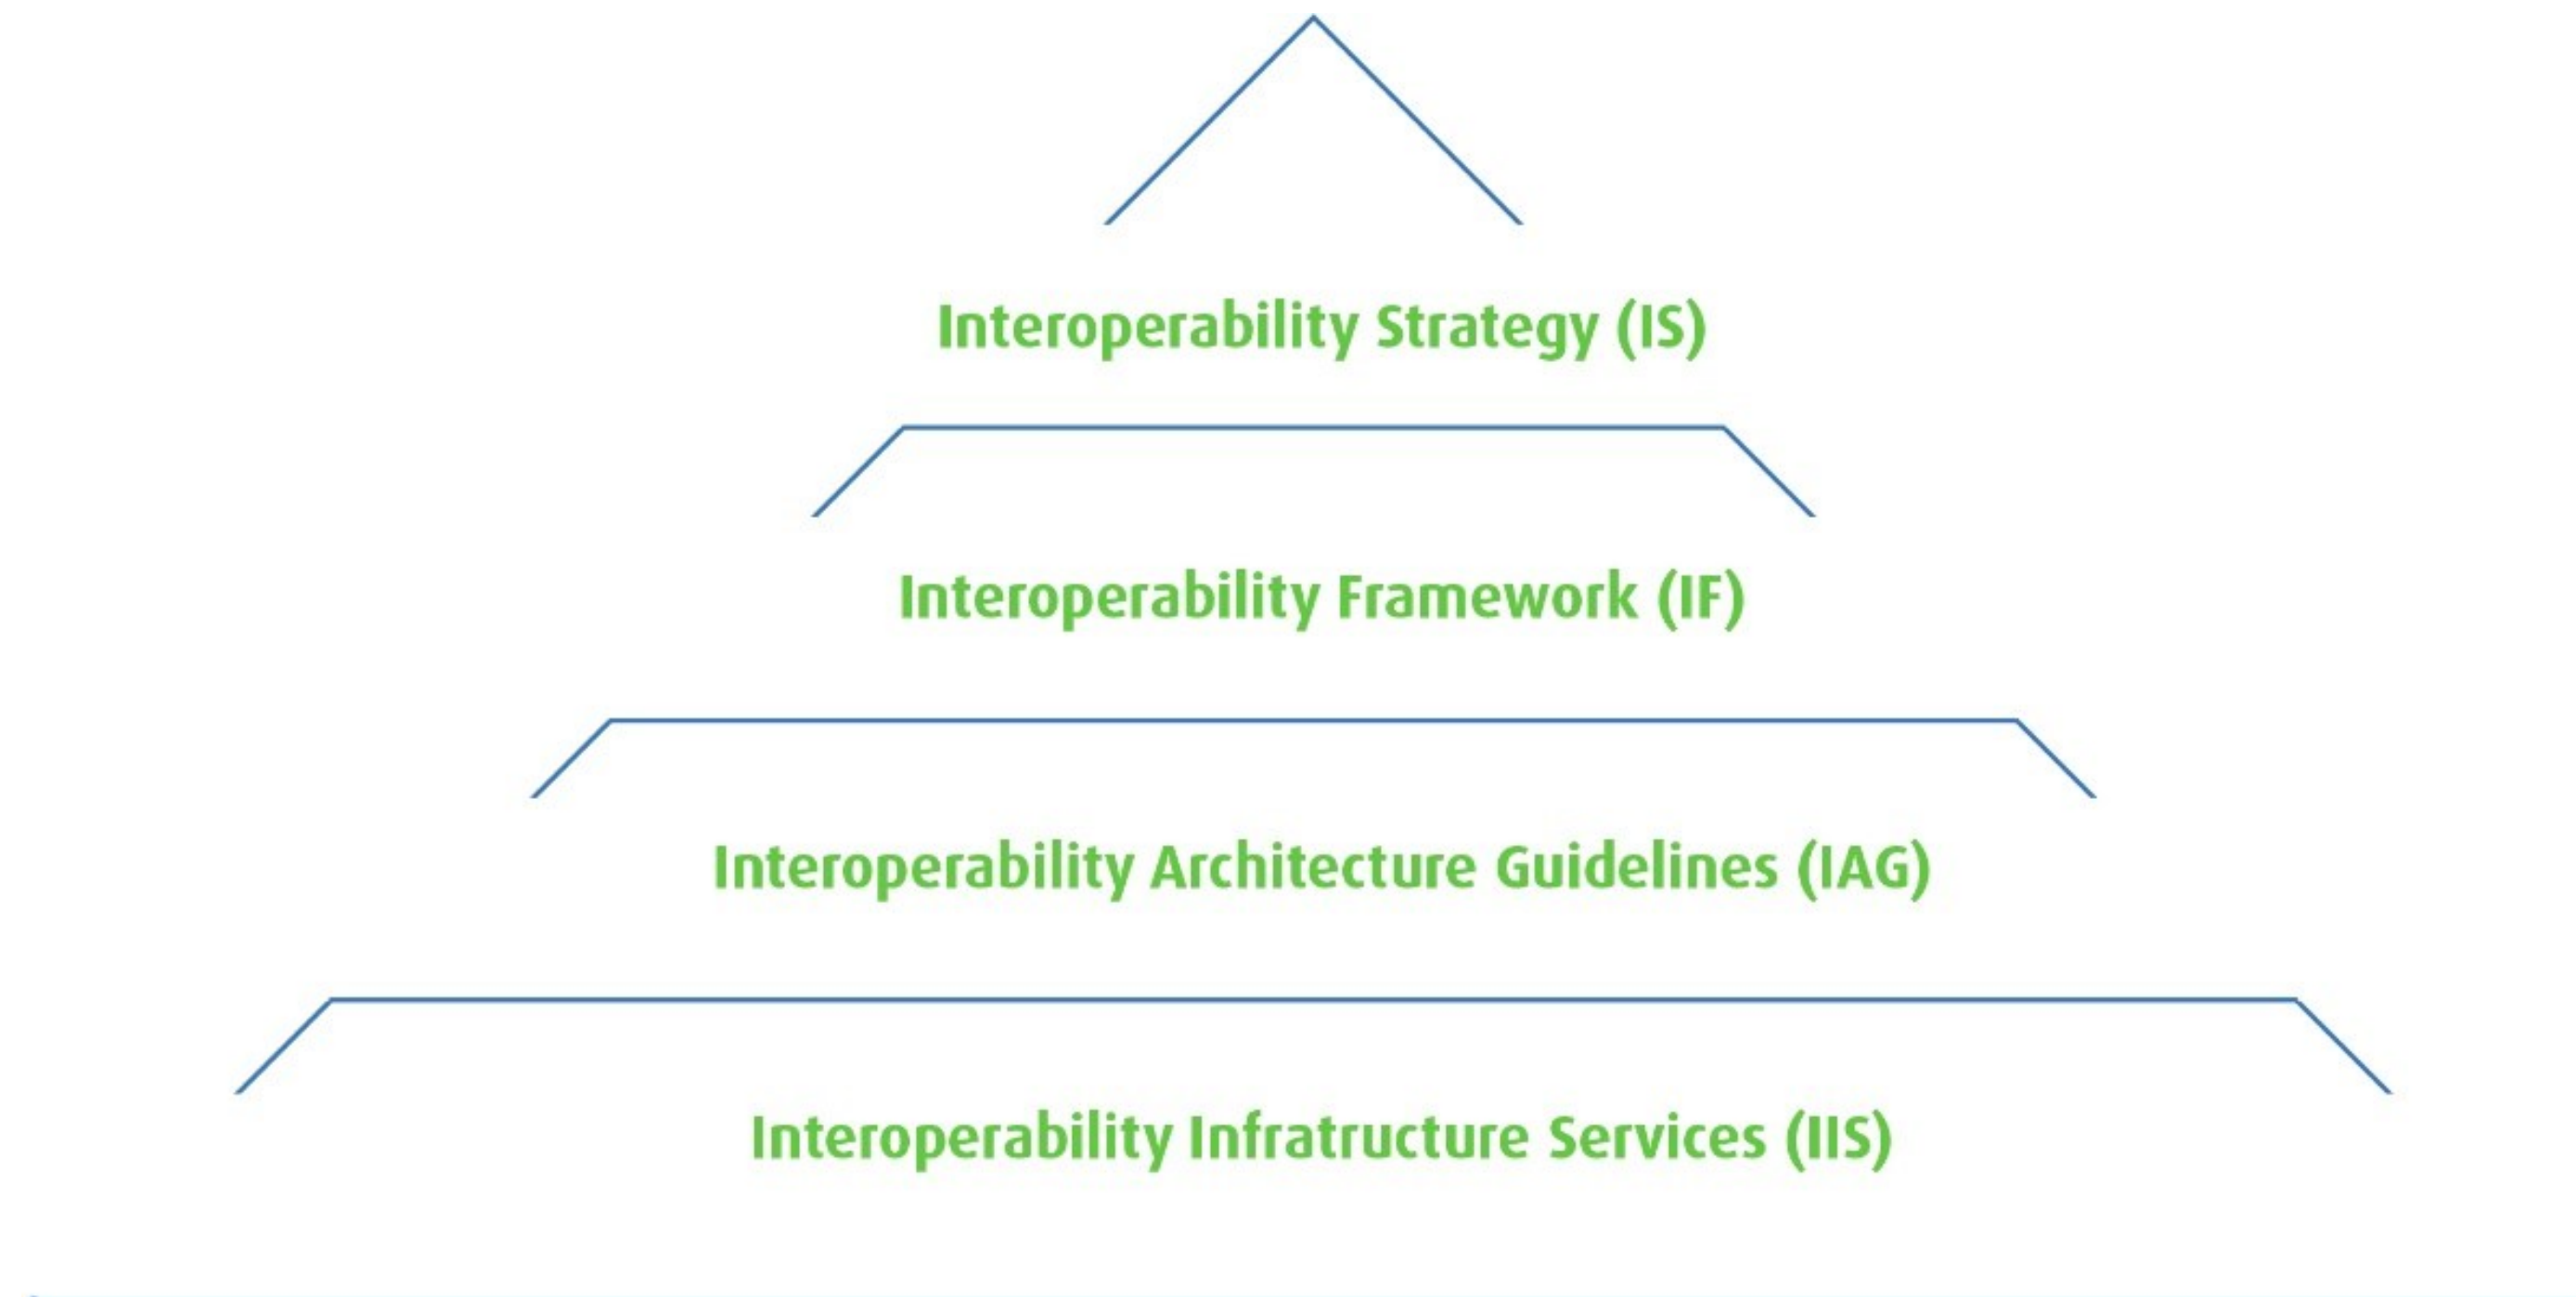 Interoperability Strategy (IS)
Interoperability Framework (IF)
Interoperability Architecture Guidelines (IAG)
Interoperability Infratructure Services (IIS)